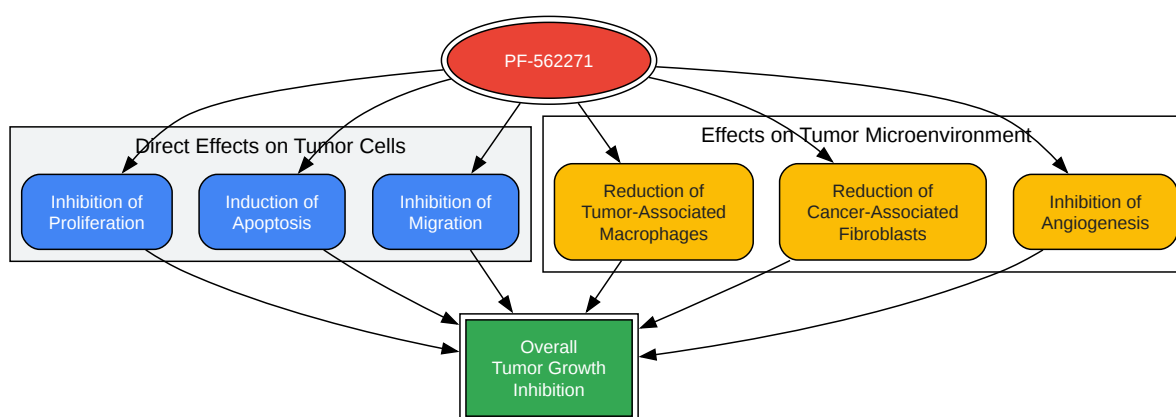 PF-562271
Direct Effects on Tumor Cells
Effects on Tumor Microenvironment
Inhibition of
Proliferation
Induction of
Apoptosis
Inhibition of
Migration
Reduction of
Tumor-Associated
Macrophages
Reduction of
Cancer-Associated
Fibroblasts
Inhibition of
Angiogenesis
Overall
Tumor Growth
Inhibition